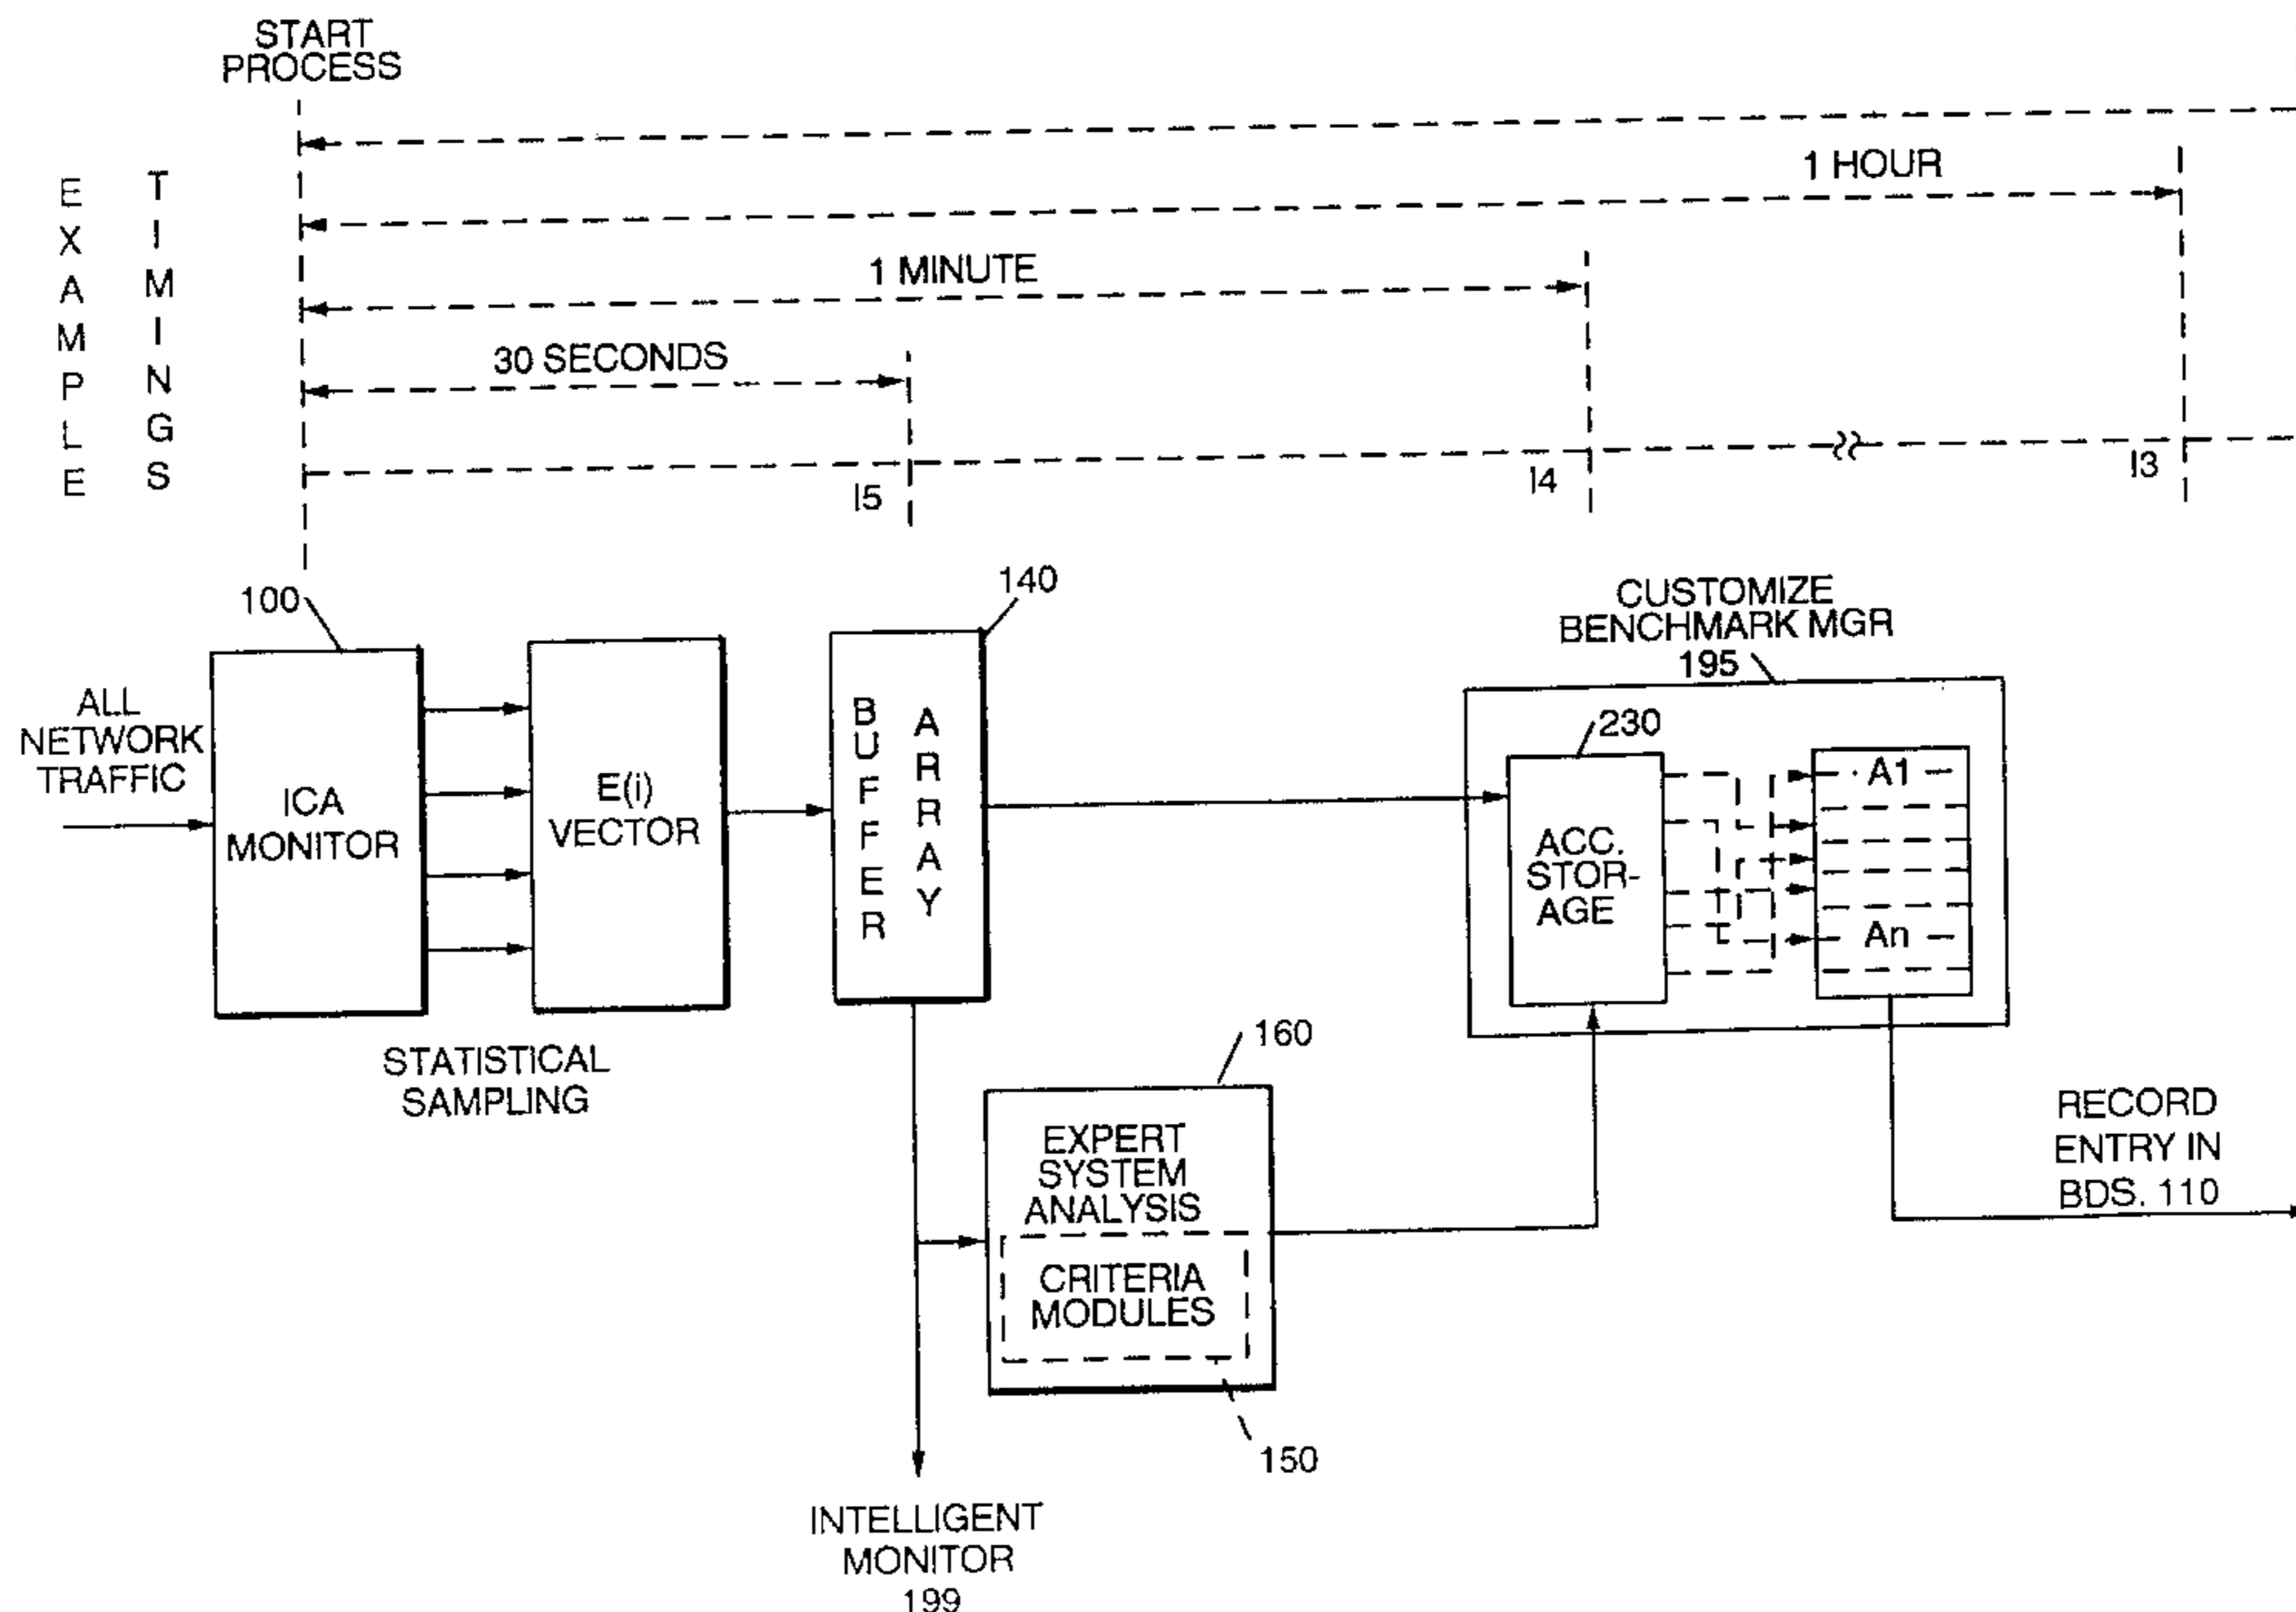 START
PROCESS
EXAMPLE
TIMINGS
1 HOUR
1 MINUTE
30 SECONDS
I5
I4
I3
100
140
CUSTOMIZE
BENCHMARK MGR
195
230
ALL
NETWORK
TRAFFIC
ICA
MONITOR
E(i)
VECTOR
BUFFER
ARRAY
ACC.
STOR-
AGE
A1
An
STATISTICAL
SAMPLING
160
EXPERT
SYSTEM
ANALYSIS
CRITERIA
MODULES
150
RECORD
ENTRY IN
BDS. 110
INTELLIGENT
MONITOR
199